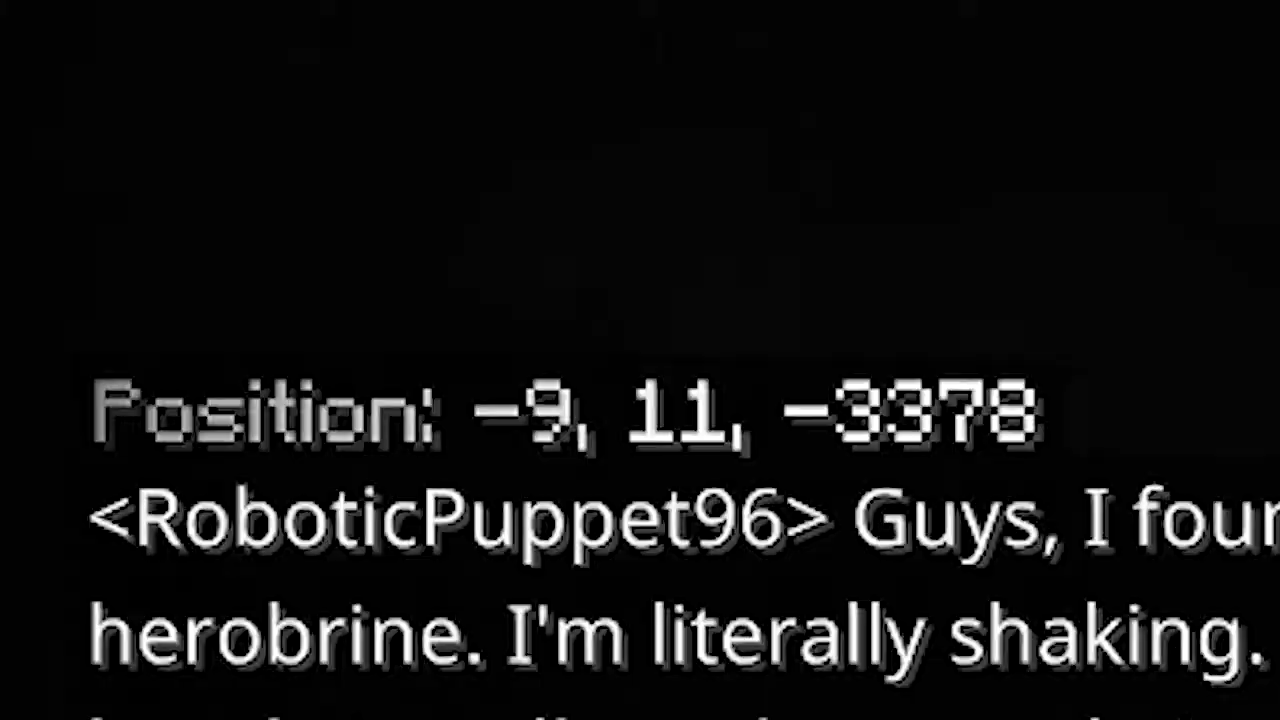 Position: -9, 11, -3378
<RoboticPuppet96> Guys, I
herobrine. I'm literally shaking.